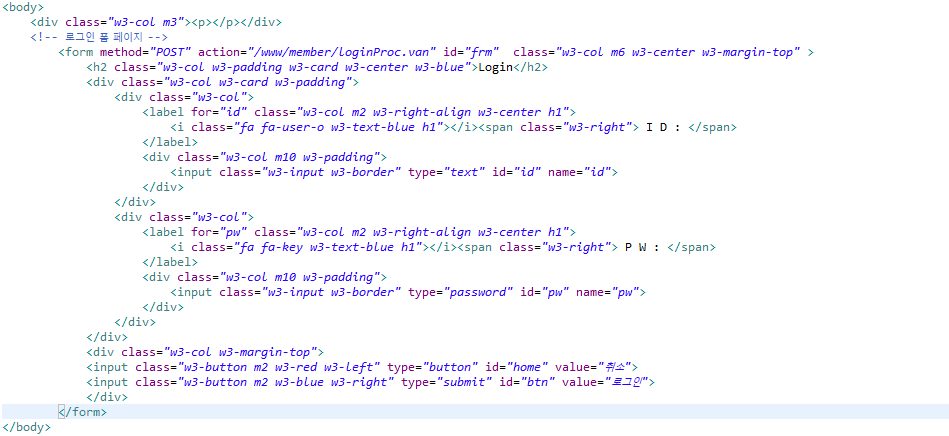 <body>
<div class="w3-col m3"><p></p></div>
<!-- 로그인 폼 페이지 -->
<form method="POST" action="/www/member/loginProc.van" id="frm"  class="w3-col m6 w3-center w3-margin-top" >
<h2 class="w3-col w3-padding w3-card w3-center w3-blue">Login</h2>
<div class="w3-col w3-card w3-padding">
<div class="w3-col">
<label for="id" class="w3-col m2 w3-right-align w3-center h1">
<i class="fa fa-user-o w3-text-blue h1"></i><span class="w3-right"> I D : </span>
</label>
<div class="w3-col m10 w3-padding">
<input class="w3-input w3-border" type="text" id="id" name="id">
</div>
</div>
<div class="w3-col">
<label for="pw" class="w3-col m2 w3-right-align w3-center h1">
<i class="fa fa-key w3-text-blue h1"></i><span class="w3-right"> P W : </span>
</label>
<div class="w3-col m10 w3-padding">
<input class="w3-input w3-border" type="password" id="pw" name="pw">
</div>
</div>
</div>
<div class="w3-col w3-margin-top">
<input class="w3-button m2 w3-red w3-left" type="button" id="home" value="취소">
<input class="w3-button m2 w3-blue w3-right" type="submit" id="btn" value="로그인">
</div>
</form>
</body>